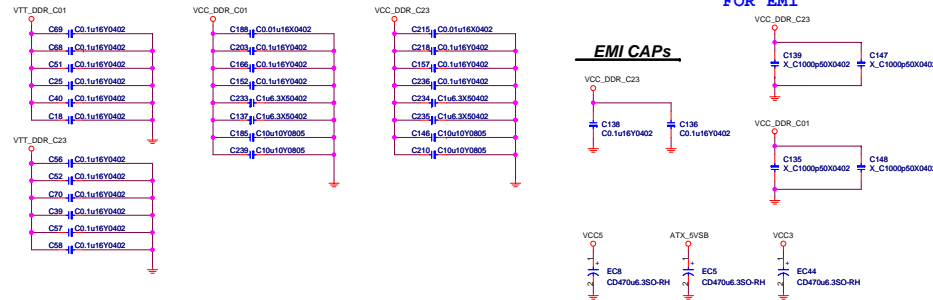 FOR EMI
VTT_DDR_C01
C69 C0.1u16Y0402
C68 C0.1u16Y0402
C51 C0.1u16Y0402
C25 C0.1u16Y0402
C40 C0.1u16Y0402
C18 C0.1u16Y0402
VTT_DDR_C23
C56 C0.1u16Y0402
C52 C0.1u16Y0402
C70 C0.1u16Y0402
C39 C0.1u16Y0402
C57 C0.1u16Y0402
C58 C0.1u16Y0402
VCC_DDR_C01
C188 C0.01u16X0402
C203 C0.1u16Y0402
C166 C0.1u16Y0402
C152 C0.1u16Y0402
C233 C1u6.3X50402
C137 C1u6.3X50402
C185 C10u10Y0805
C239 C10u10Y0805
VCC_DDR_C23
C215 C0.01u16X0402
C218 C0.1u16Y0402
C157 C0.1u16Y0402
C236 C0.1u16Y0402
C234 C1u6.3X50402
C235 C1u6.3X50402
C146 C10u10Y0805
C210 C10u10Y0805
EMI CAPs
VCC_DDR_C23
C138
C0.1u16Y0402
C136
C0.1u16Y0402
VCC_DDR_C23
C139
X_C1000p50X0402
C147
X_C1000p50X0402
VCC_DDR_C01
C135
X_C1000p50X0402
C148
X_C1000p50X0402
VCC5
1
+
2
EC8
CD470u6.3SO-RH
ATX_5VSB
1
+
2
EC5
CD470u6.3SO-RH
VCC3
1
+
2
EC44
CD470u6.3SO-RH